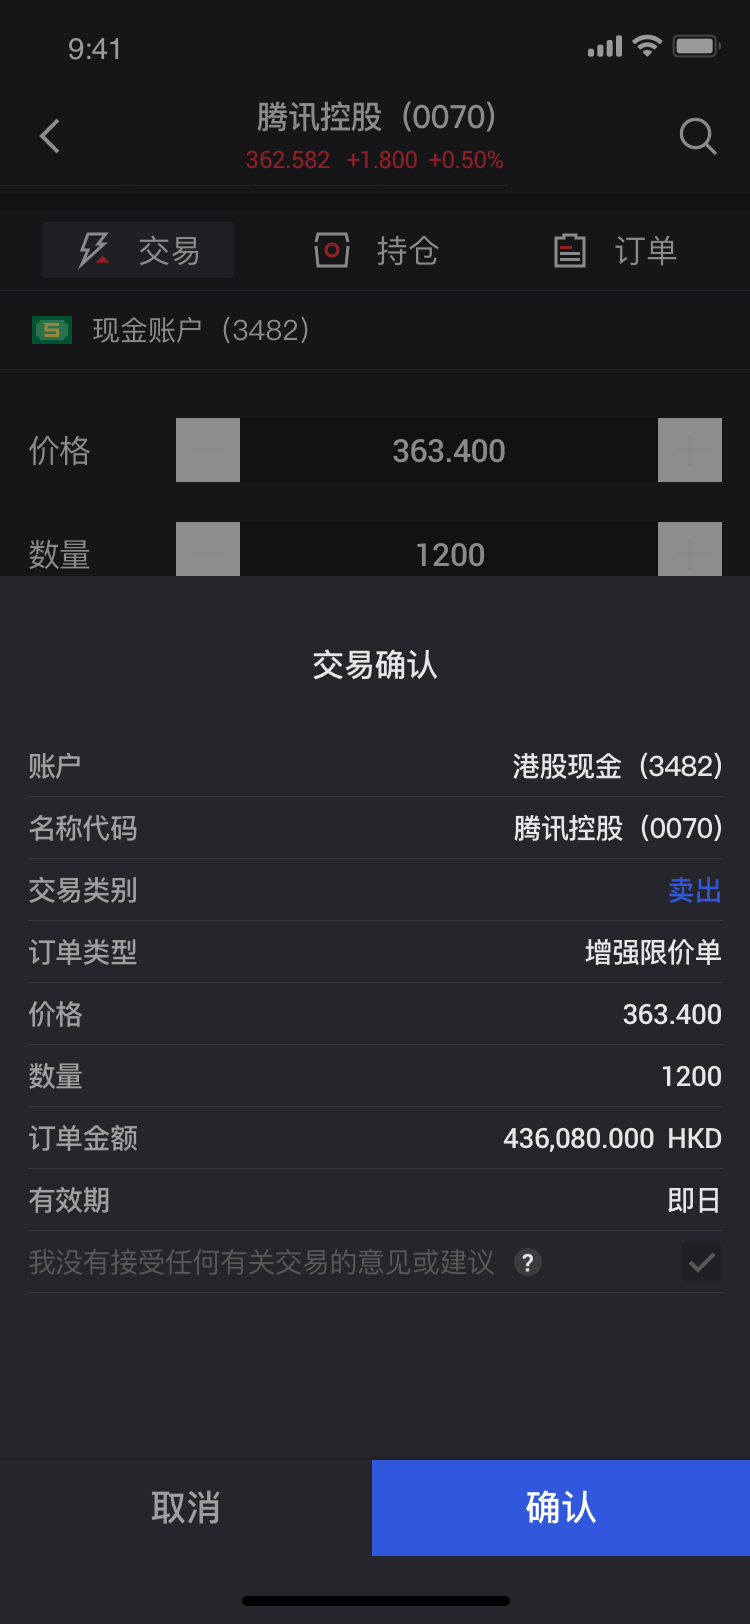 9:41
腾讯控股（0070）
362.582 +1.800 +0.50%
交易 持仓 订单
现金账户（3482）
价格 363.400
数量 1200
交易确认
账户 港股现金（3482）
名称代码 腾讯控股（0070）
交易类别 卖出
订单类型 增强限价单
价格 363.400
数量 1200
订单金额 436,080.000 HKD
有效期 即日
我没有接受任何有关交易的意见或建议 ?
取消 确认